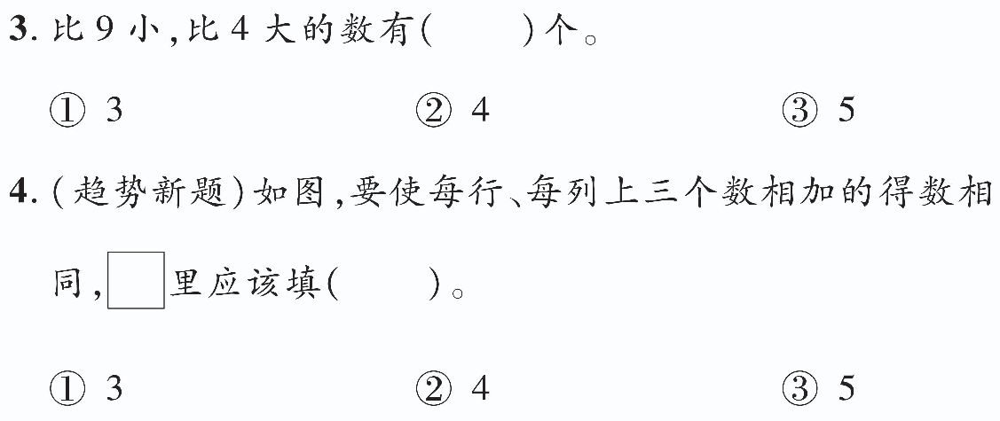 3. 比 9 小,比 4 大的数有(　　)个。
① 3　　② 4　　③ 5
4. (趋势新题)如图,要使每行、每列上三个数相加的得数相
同,□里应该填(　　)。
① 3　　② 4　　③ 5